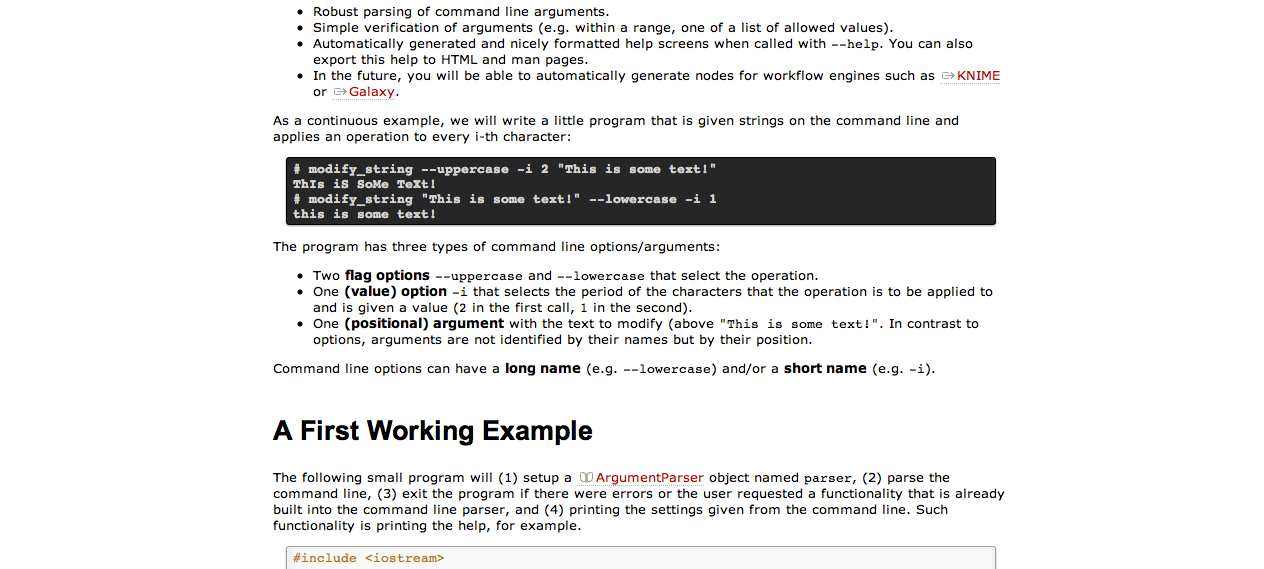 • Robust parsing of command line arguments.
• Simple verification of arguments (e.g. within a range, one of a list of allowed values).
• Automatically generated and nicely formatted help screens when called with --help. You can also
export this help to HTML and man pages.
• In the future, you will be able to automatically generate nodes for workflow engines such as KNIME
or Galaxy.
As a continuous example, we will write a little program that is given strings on the command line and
applies an operation to every i-th character:
# modify_string --uppercase -i 2 "This is some text!"
ThIs iS SoMe TeXt!
# modify_string "This is some text!" --lowercase -i 1
this is some text!
The program has three types of command line options/arguments:
• Two flag options --uppercase and --lowercase that select the operation.
• One (value) option -i that selects the period of the characters that the operation is to be applied to
and is given a value (2 in the first call, 1 in the second).
• One (positional) argument with the text to modify (above "This is some text!". In contrast to
options, arguments are not identified by their names but by their position.
Command line options can have a long name (e.g. --lowercase) and/or a short name (e.g. -i).
A First Working Example
The following small program will (1) setup a ArgumentParser object named parser, (2) parse the
command line, (3) exit the program if there were errors or the user requested a functionality that is already
built into the command line parser, and (4) printing the settings given from the command line. Such
functionality is printing the help, for example.
#include <iostream>